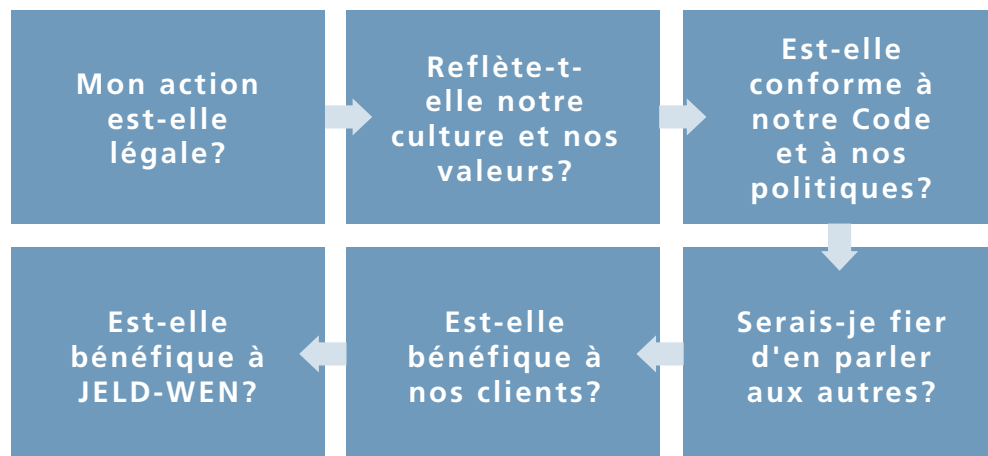 Mon action
est-elle
légale?
Reflète-t-
elle notre
culture et nos
valeurs?
Est-elle
conforme à
notre Code
et à nos
politiques?
Serais-je fier
d'en parler
aux autres?
Est-elle
bénéfique à
nos clients?
Est-elle
bénéfique à
JELD-WEN?